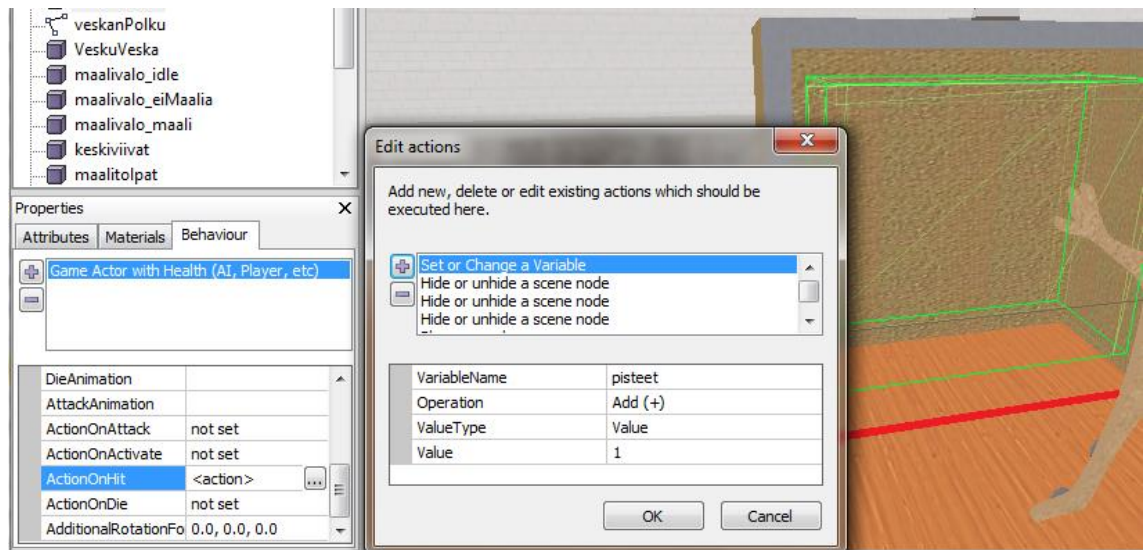 veskanPolku
VeskuVeska
maalivalo_idle
maalivalo_eiMaalia
maalivalo_maali
keskiviivat
maalitolpat
Properties
Attributes Materials Behaviour
Game Actor with Health (AI, Player, etc)
DieAnimation
AttackAnimation
ActionOnAttack not set
ActionOnActivate not set
ActionOnHit <action> ...
ActionOnDie not set
AdditionalRotationFo 0.0, 0.0, 0.0
Edit actions
Add new, delete or edit existing actions which should be
executed here.
Set or Change a Variable
Hide or unhide a scene node
Hide or unhide a scene node
Hide or unhide a scene node
VariableName pisteet
Operation Add (+)
ValueType Value
Value 1
OK Cancel